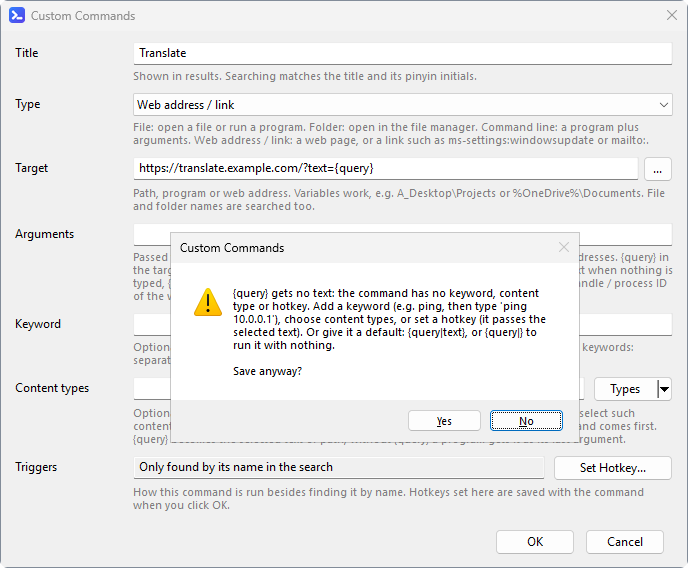 Custom Commands
Title
Translate
Shown in results. Searching matches the title and its pinyin initials.
Type
Web address / link
File: open a file or run a program. Folder: open in the file manager. Command line: a program plus
arguments. Web address / link: a web page, or a link such as ms-settings:windowsupdate or mailto:.
Target
https://translate.example.com/?text={query}
...
Path, program or web address. Variables work, e.g. A_Desktop\Projects or %OneDrive%\Documents. File
and folder names are searched too.
Arguments
Passed
dresses. {query} in
the targ
xt when nothing is
typed, {
andle / process ID
of the w
Custom Commands
{query} gets no text: the command has no keyword, content
type or hotkey. Add a keyword (e.g. ping, then type 'ping
10.0.0.1'), choose content types, or set a hotkey (it passes the
selected text). Or give it a default: {query|text}, or {query|} to
run it with nothing.
Save anyway?
Yes
No
Keyword
Option
keywords:
separat
Content types
Types
Option
select such
conten
and comes first.
{query}
argument.
Triggers
Only found by its name in the search
Set Hotkey...
How this command is run besides finding it by name. Hotkeys set here are saved with the command
when you click OK.
OK
Cancel